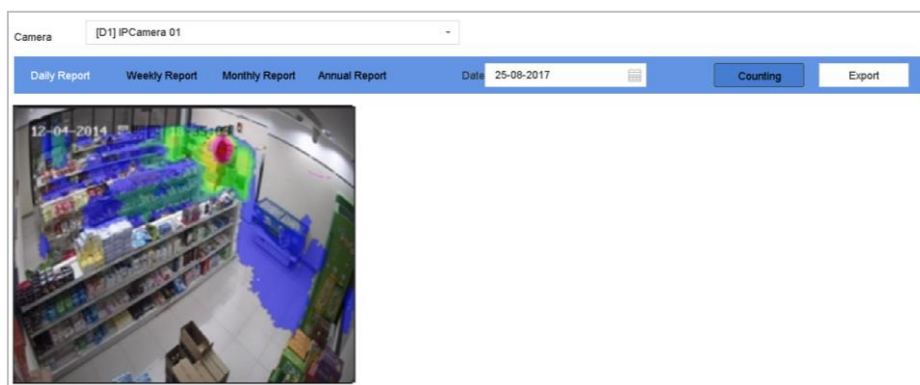 Camera [D1] IPCamera 01
Daily Report Weekly Report Monthly Report Annual Report Date 25-08-2017 Counting Export
12-04-2014